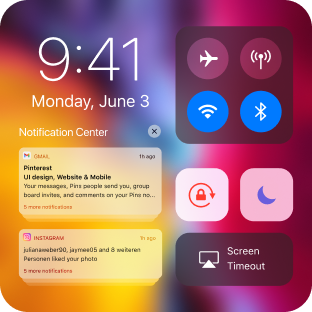 9:41
Monday, June 3
Notification Center
GMAIL 1h ago
Pinterest
UI design, Website & Mobile
Your messages, Pins people send you, group
board invites, and comments on your Pins no...
5 more notifications
INSTAGRAM 1h ago
julianaweber90, jaymee05 and 8 weiteren
Personen liked your photo
5 more notifications
Screen
Timeout